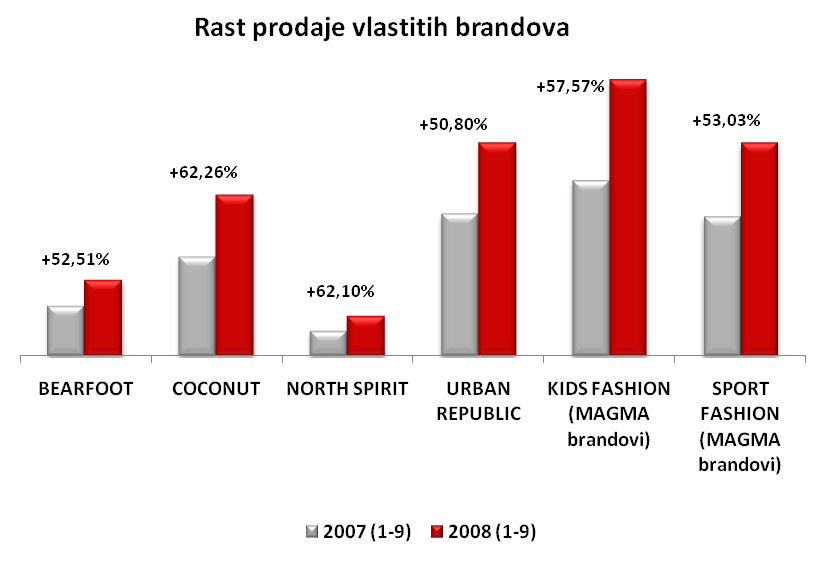 Rast prodaje vlastitih brandova
+52,51%
+62,26%
+62,10%
+50,80%
+57,57%
+53,03%
BEARFOOT
COCONUT
NORTH SPIRIT
URBAN
REPUBLIC
KIDS FASHION
(MAGMA
brandovi)
SPORT
FASHION
(MAGMA
brandovi)
2007 (1-9)
2008 (1-9)